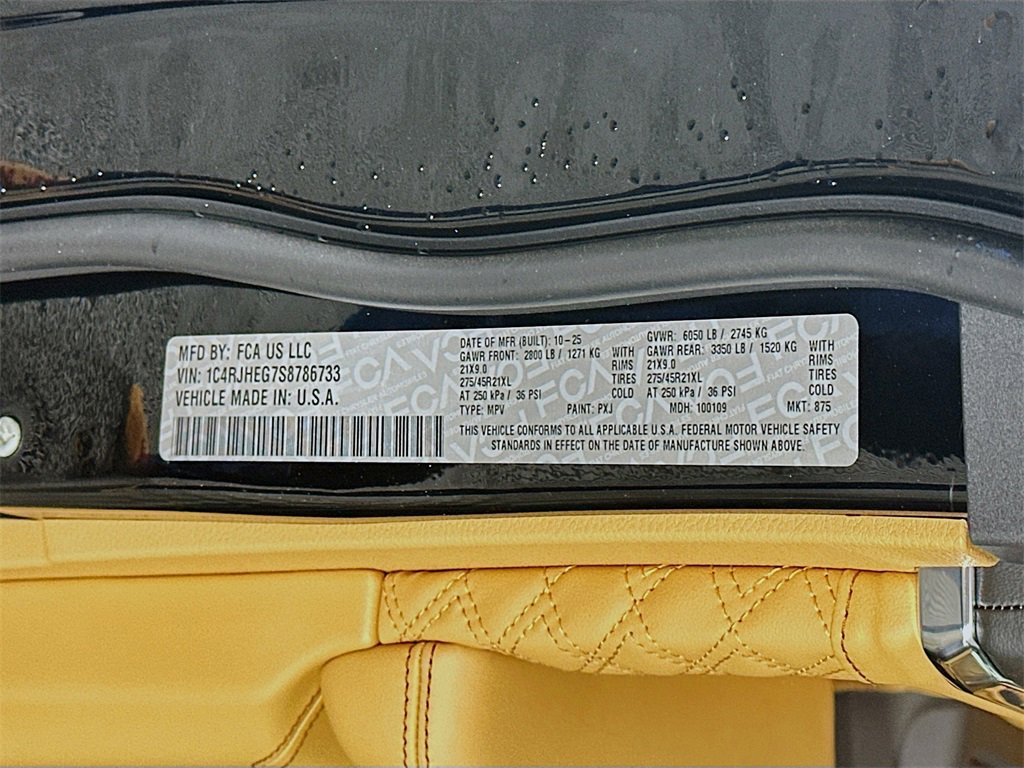 MFD BY: FCA US LLC
VIN: 1C4RJHEG7S8786733
VEHICLE MADE IN: U.S.A.
DATE OF MFR (BUILT): 10-25
GAWR FRONT: 2800 LB / 1271 KG WITH
21X9.0 RIMS
275/45R21XL TIRES
AT 250 kPa / 36 PSI COLD
TYPE: MPV PAINT: PXJ
GVWR: 6050 LB / 2745 KG
GAWR REAR: 3350 LB / 1520 KG WITH
21X9.0 RIMS
275/45R21XL TIRES
AT 250 kPa / 36 PSI COLD
MDH: 100109 MKT: 875
THIS VEHICLE CONFORMS TO ALL APPLICABLE U.S.A. FEDERAL MOTOR VEHICLE SAFETY
STANDARDS IN EFFECT ON THE DATE OF MANUFACTURE SHOWN ABOVE.